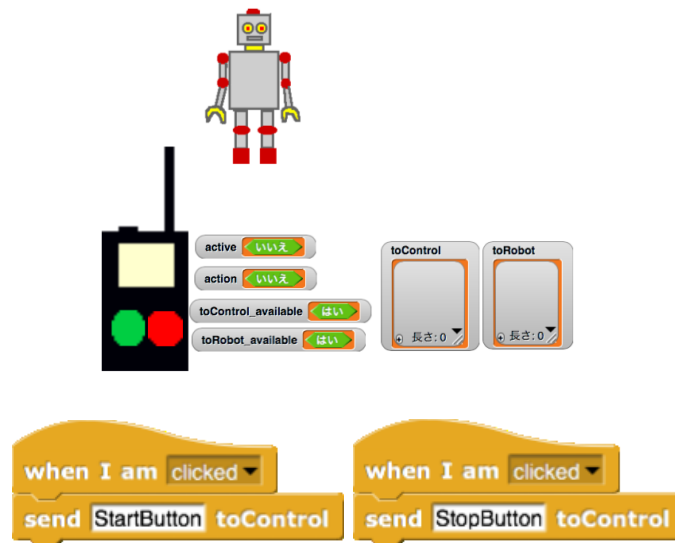 active いいえ
action いいえ
toControl_available はい
toRobot_available はい
toControl
長さ: 0
toRobot
長さ: 0
when I am clicked
send StartButton toControl
when I am clicked
send StopButton toControl